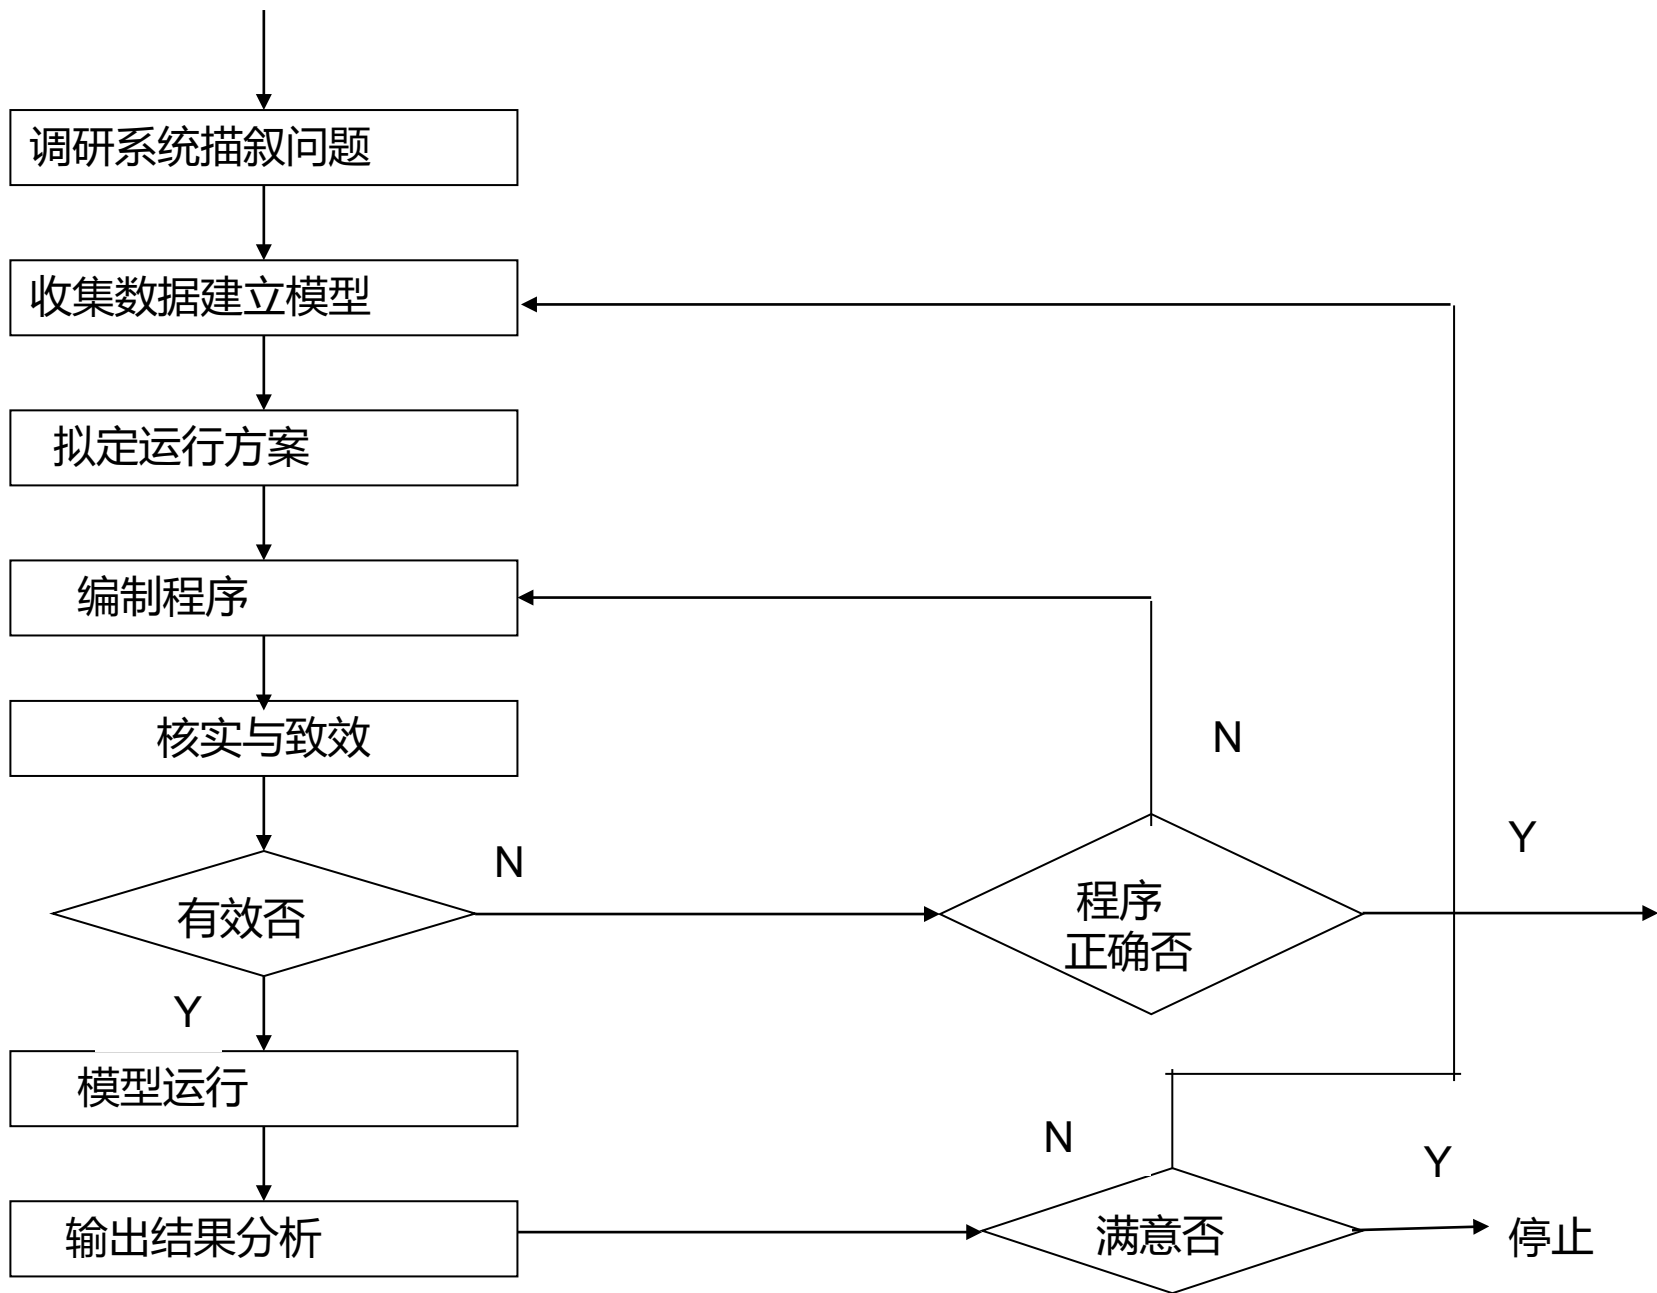 调研系统描叙问题
收集数据建立模型
拟定运行方案
编制程序
核实与致效
N
Y
N
有效否
程序
正确否
Y
模型运行
N
Y
输出结果分析
满意否
停止